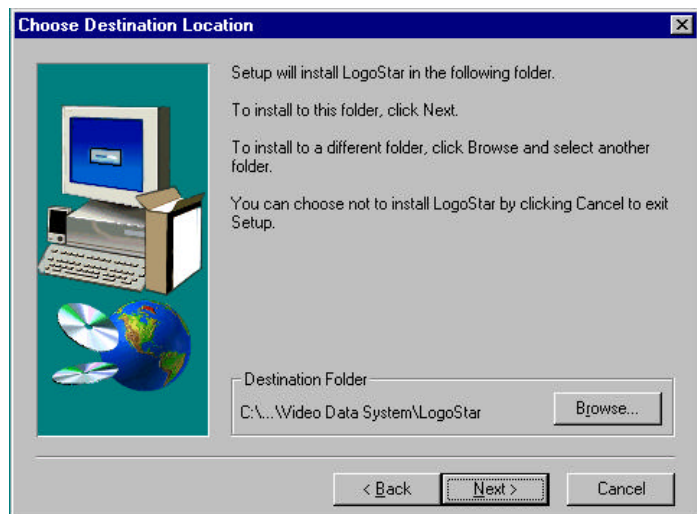 Choose Destination Location
Setup will install LogoStar in the following folder.
To install to this folder, click Next.
To install to a different folder, click Browse and select another
folder.
You can choose not to install LogoStar by clicking Cancel to exit
Setup.
Destination Folder
C:\...\Video Data System\LogoStar
Browse...
< Back
Next >
Cancel